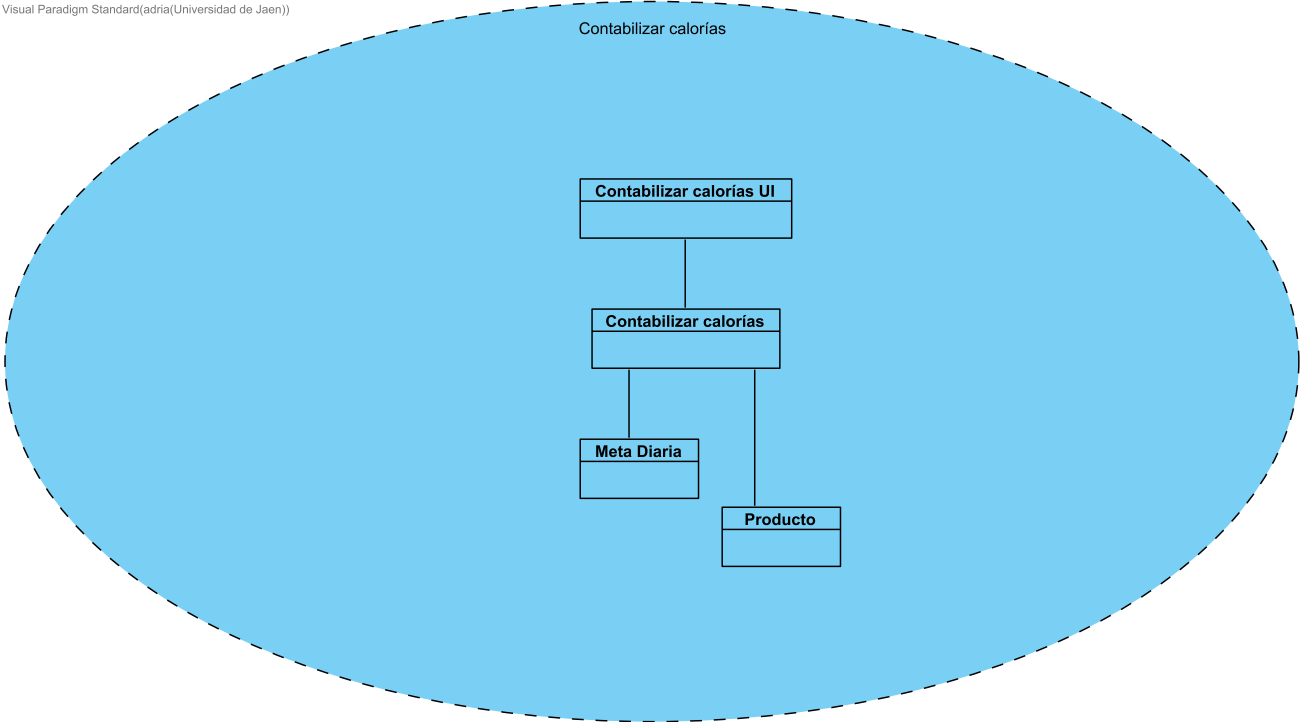 Visual Paradigm Standard(adria(Universidad de Jaen))
Contabilizar calorías
Contabilizar calorías UI
Contabilizar calorías
Meta Diaria
Producto